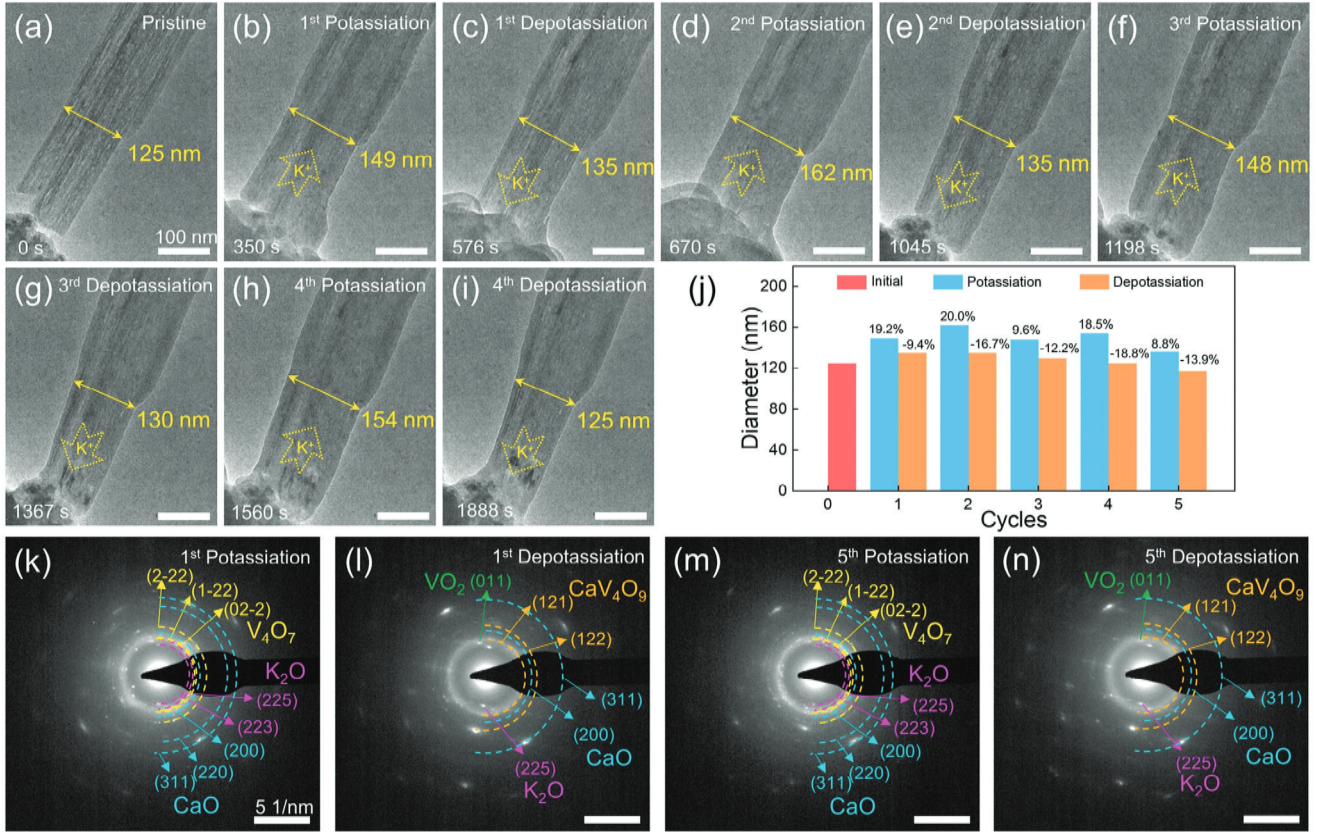 (a) Pristine
125 nm
0 s
100 nm
(b) 1st Potassiation
149 nm
K+
350 s
(c) 1st Depotassiation
135 nm
K+
576 s
(d) 2nd Potassiation
162 nm
K+
670 s
(e) 2nd Depotassiation
135 nm
K+
1045 s
(f) 3rd Potassiation
148 nm
K+
1198 s
(g) 3rd Depotassiation
130 nm
K+
1367 s
(h) 4th Potassiation
154 nm
K+
1560 s
(i) 4th Depotassiation
125 nm
K+
1888 s
(j)
Initial Potassiation Depotassiation
Diameter (nm)
200
160
120
80
40
0
19.2%
-9.4%
20.0%
-16.7%
9.6%
-12.2%
18.5%
-18.8%
8.8%
-13.9%
0 1 2 3 4 5
Cycles
(k) 1st Potassiation
(2-22)
(1-22)
(02-2)
V4O7
K2O
(225)
(223)
(200)
(220)
(311)
CaO
5 1/nm
(l) 1st Depotassiation
VO2 (011)
CaV4O9
(121)
(122)
(311)
(200)
CaO
(225)
K2O
(m) 5th Potassiation
(2-22)
(1-22)
(02-2)
V4O7
K2O
(225)
(223)
(200)
(220)
(311)
CaO
(n) 5th Depotassiation
VO2 (011)
CaV4O9
(121)
(122)
(311)
(200)
CaO
(225)
K2O